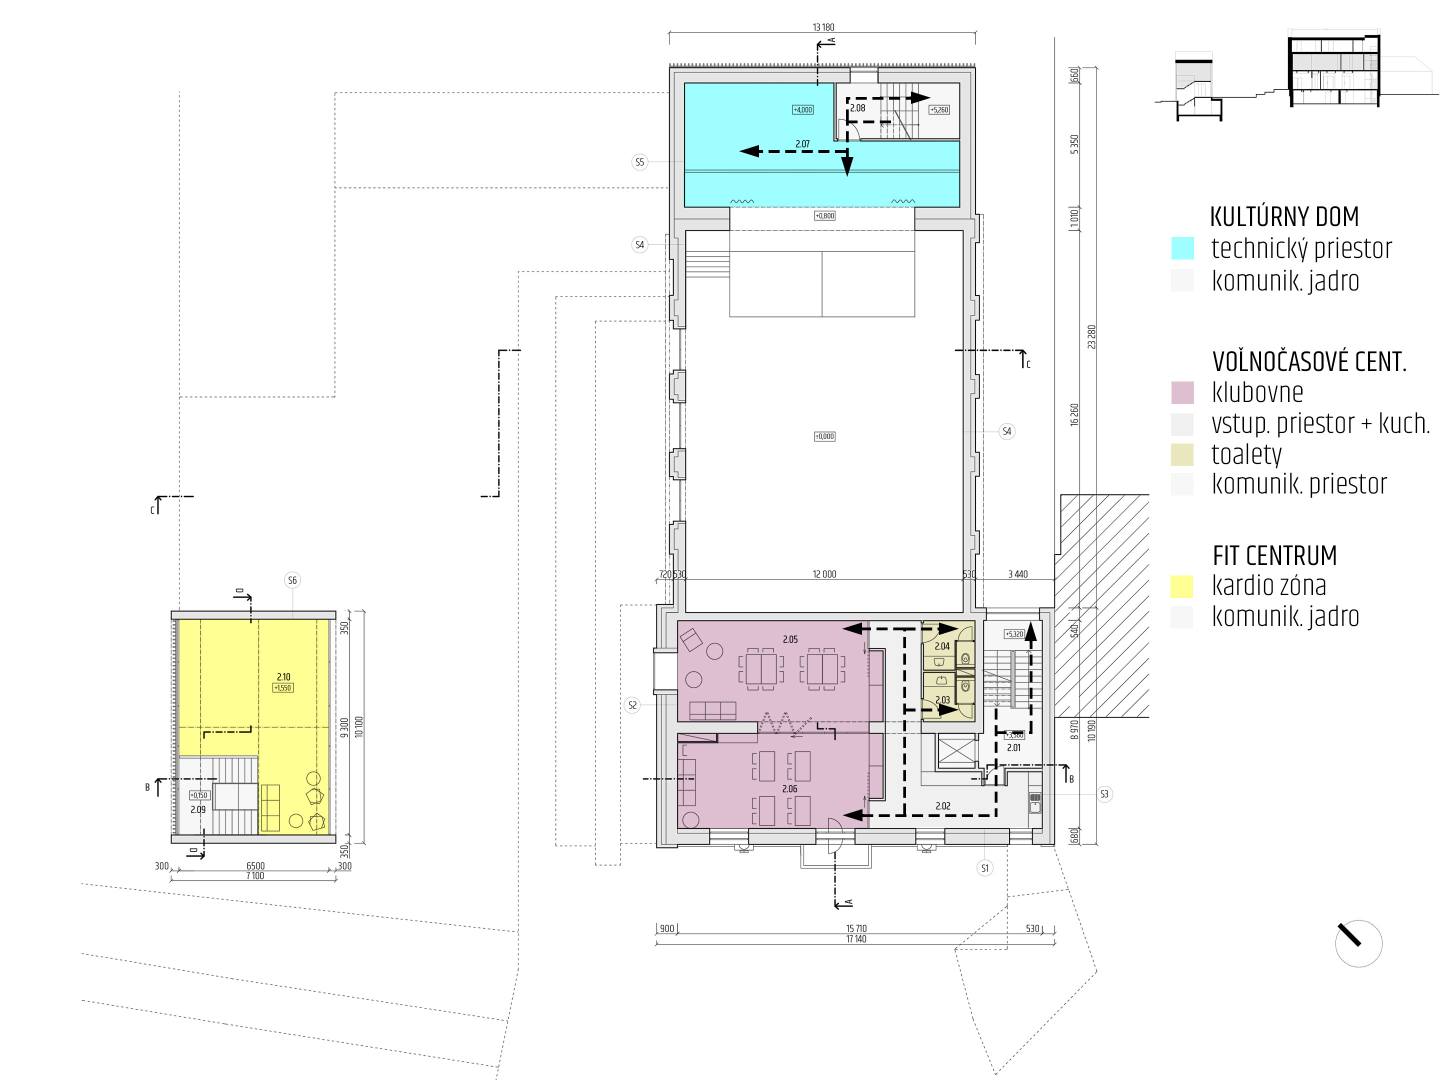 13 180
A
2.08
+4,000
+5,260
2.07
S5
+0,800
S4
660
5 350
1 010
23 280
16 260
C
+0,000
S4
C
720
530
12 000
530
3 440
S6
D
350
540
2.05
2.04
+5,320
2.10
+1,550
2.03
S2
9 300
10 100
8 970
10 190
2.01
B
B
+0,150
2.09
2.06
2.02
S3
680
D
350
300
6500
300
7 100
S1
A
900
15 710
530
17 140
KULTÚRNY DOM
technický priestor
komunik. jadro
VOĽNOČASOVÉ CENT.
klubovne
vstup. priestor + kuch.
toalety
komunik. priestor
FIT CENTRUM
kardio zóna
komunik. jadro